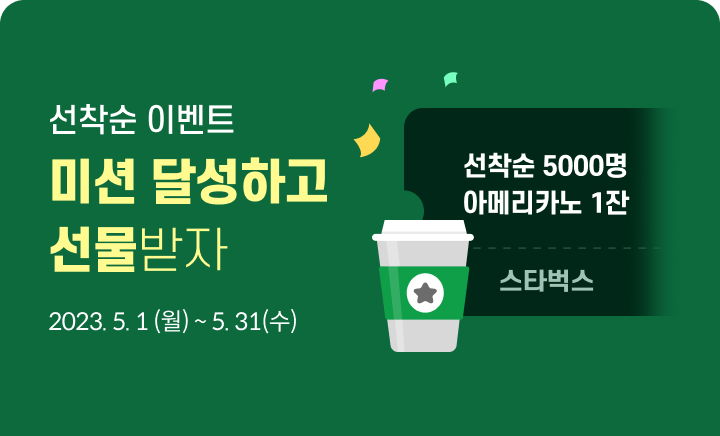 선착순 이벤트
미션 달성하고
선물받자
2023. 5. 1 (월) ~ 5. 31(수)
선착순 5000명
아메리카노 1잔
스타벅스